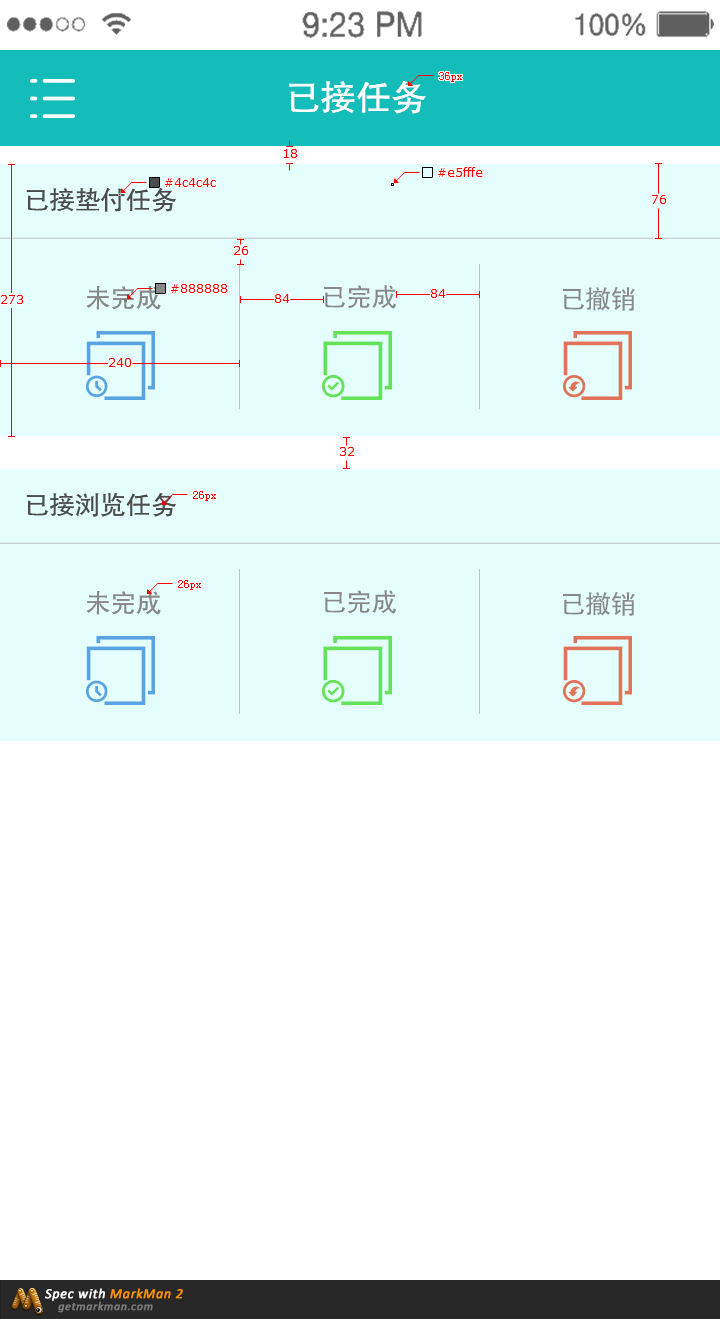 9:23 PM 100%
已接任务 36px
18
#4c4c4c #e5fffe
已接垫付任务 76
26
未完成 #888888 84 已完成 84 已撤销
273
240
32
已接浏览任务 26px
未完成 26px 已完成 已撤销
Spec with MarkMan 2
getmarkman.com